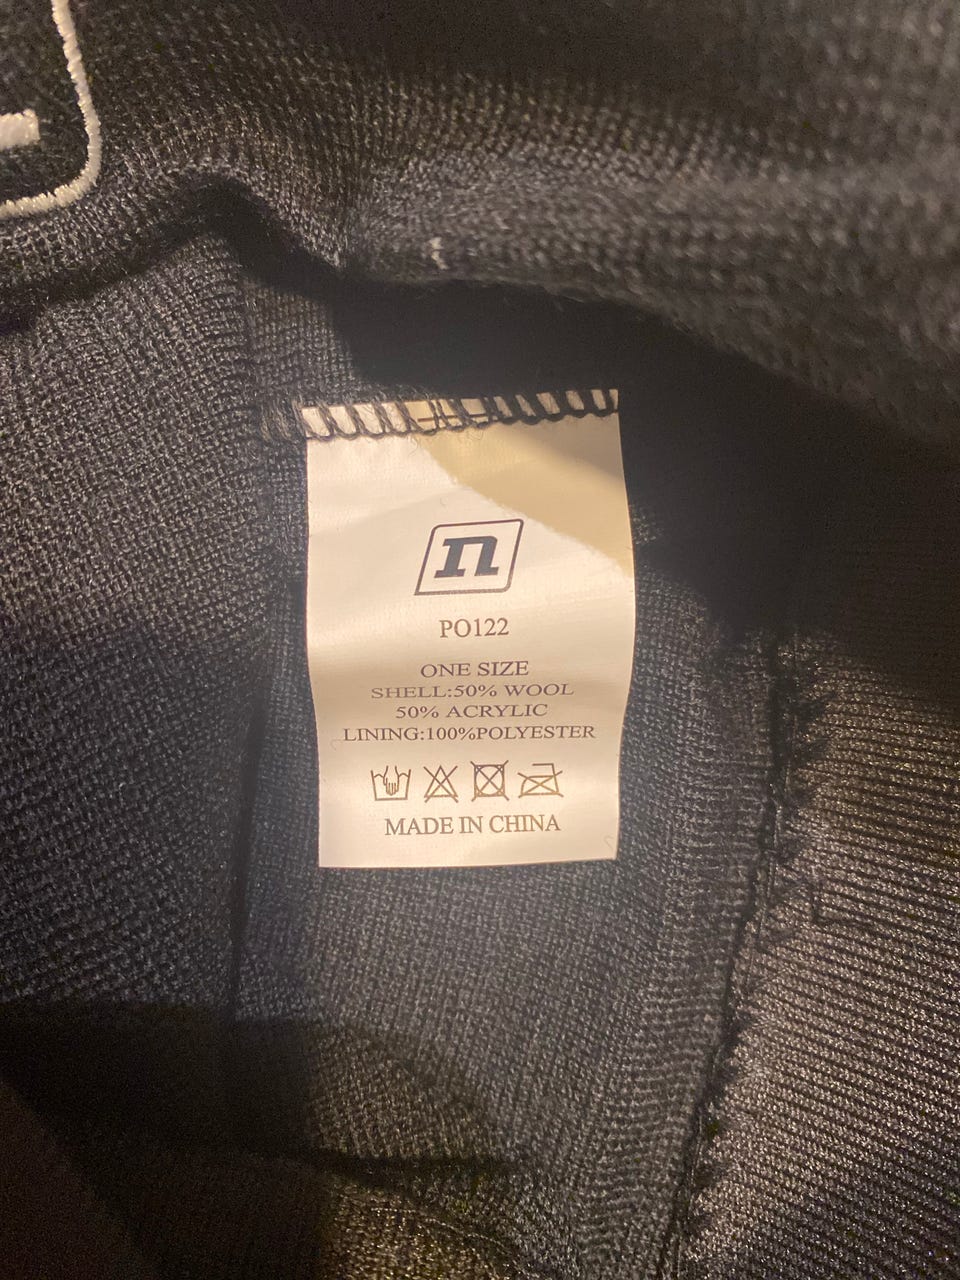 n
PO122
ONE SIZE
SHELL:50% WOOL
50% ACRYLIC
LINING:100%POLYESTER
MADE IN CHINA